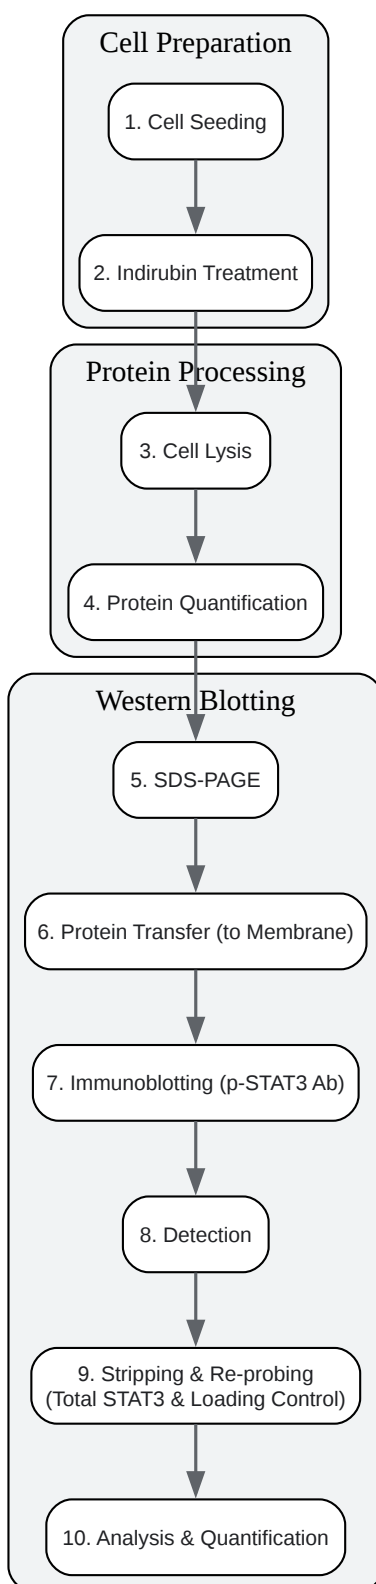 Cell Preparation
1. Cell Seeding
2. Indirubin Treatment
Protein Processing
3. Cell Lysis
4. Protein Quantification
Western Blotting
5. SDS-PAGE
6. Protein Transfer (to Membrane)
7. Immunoblotting (p-STAT3 Ab)
8. Detection
9. Stripping & Re-probing
(Total STAT3 & Loading Control)
10. Analysis & Quantification